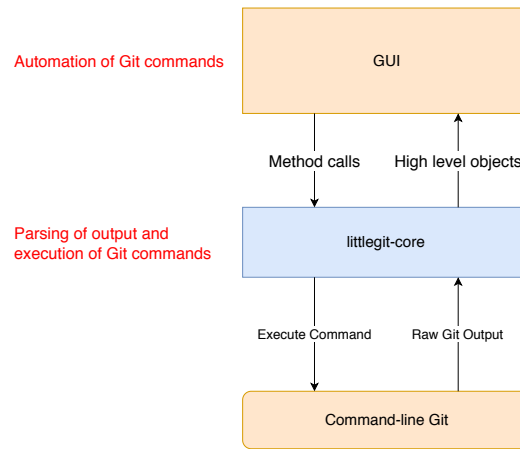 Automation of Git commands
GUI
Method calls
High level objects
Parsing of output and
execution of Git commands
littlegit-core
Execute Command
Raw Git Output
Command-line Git